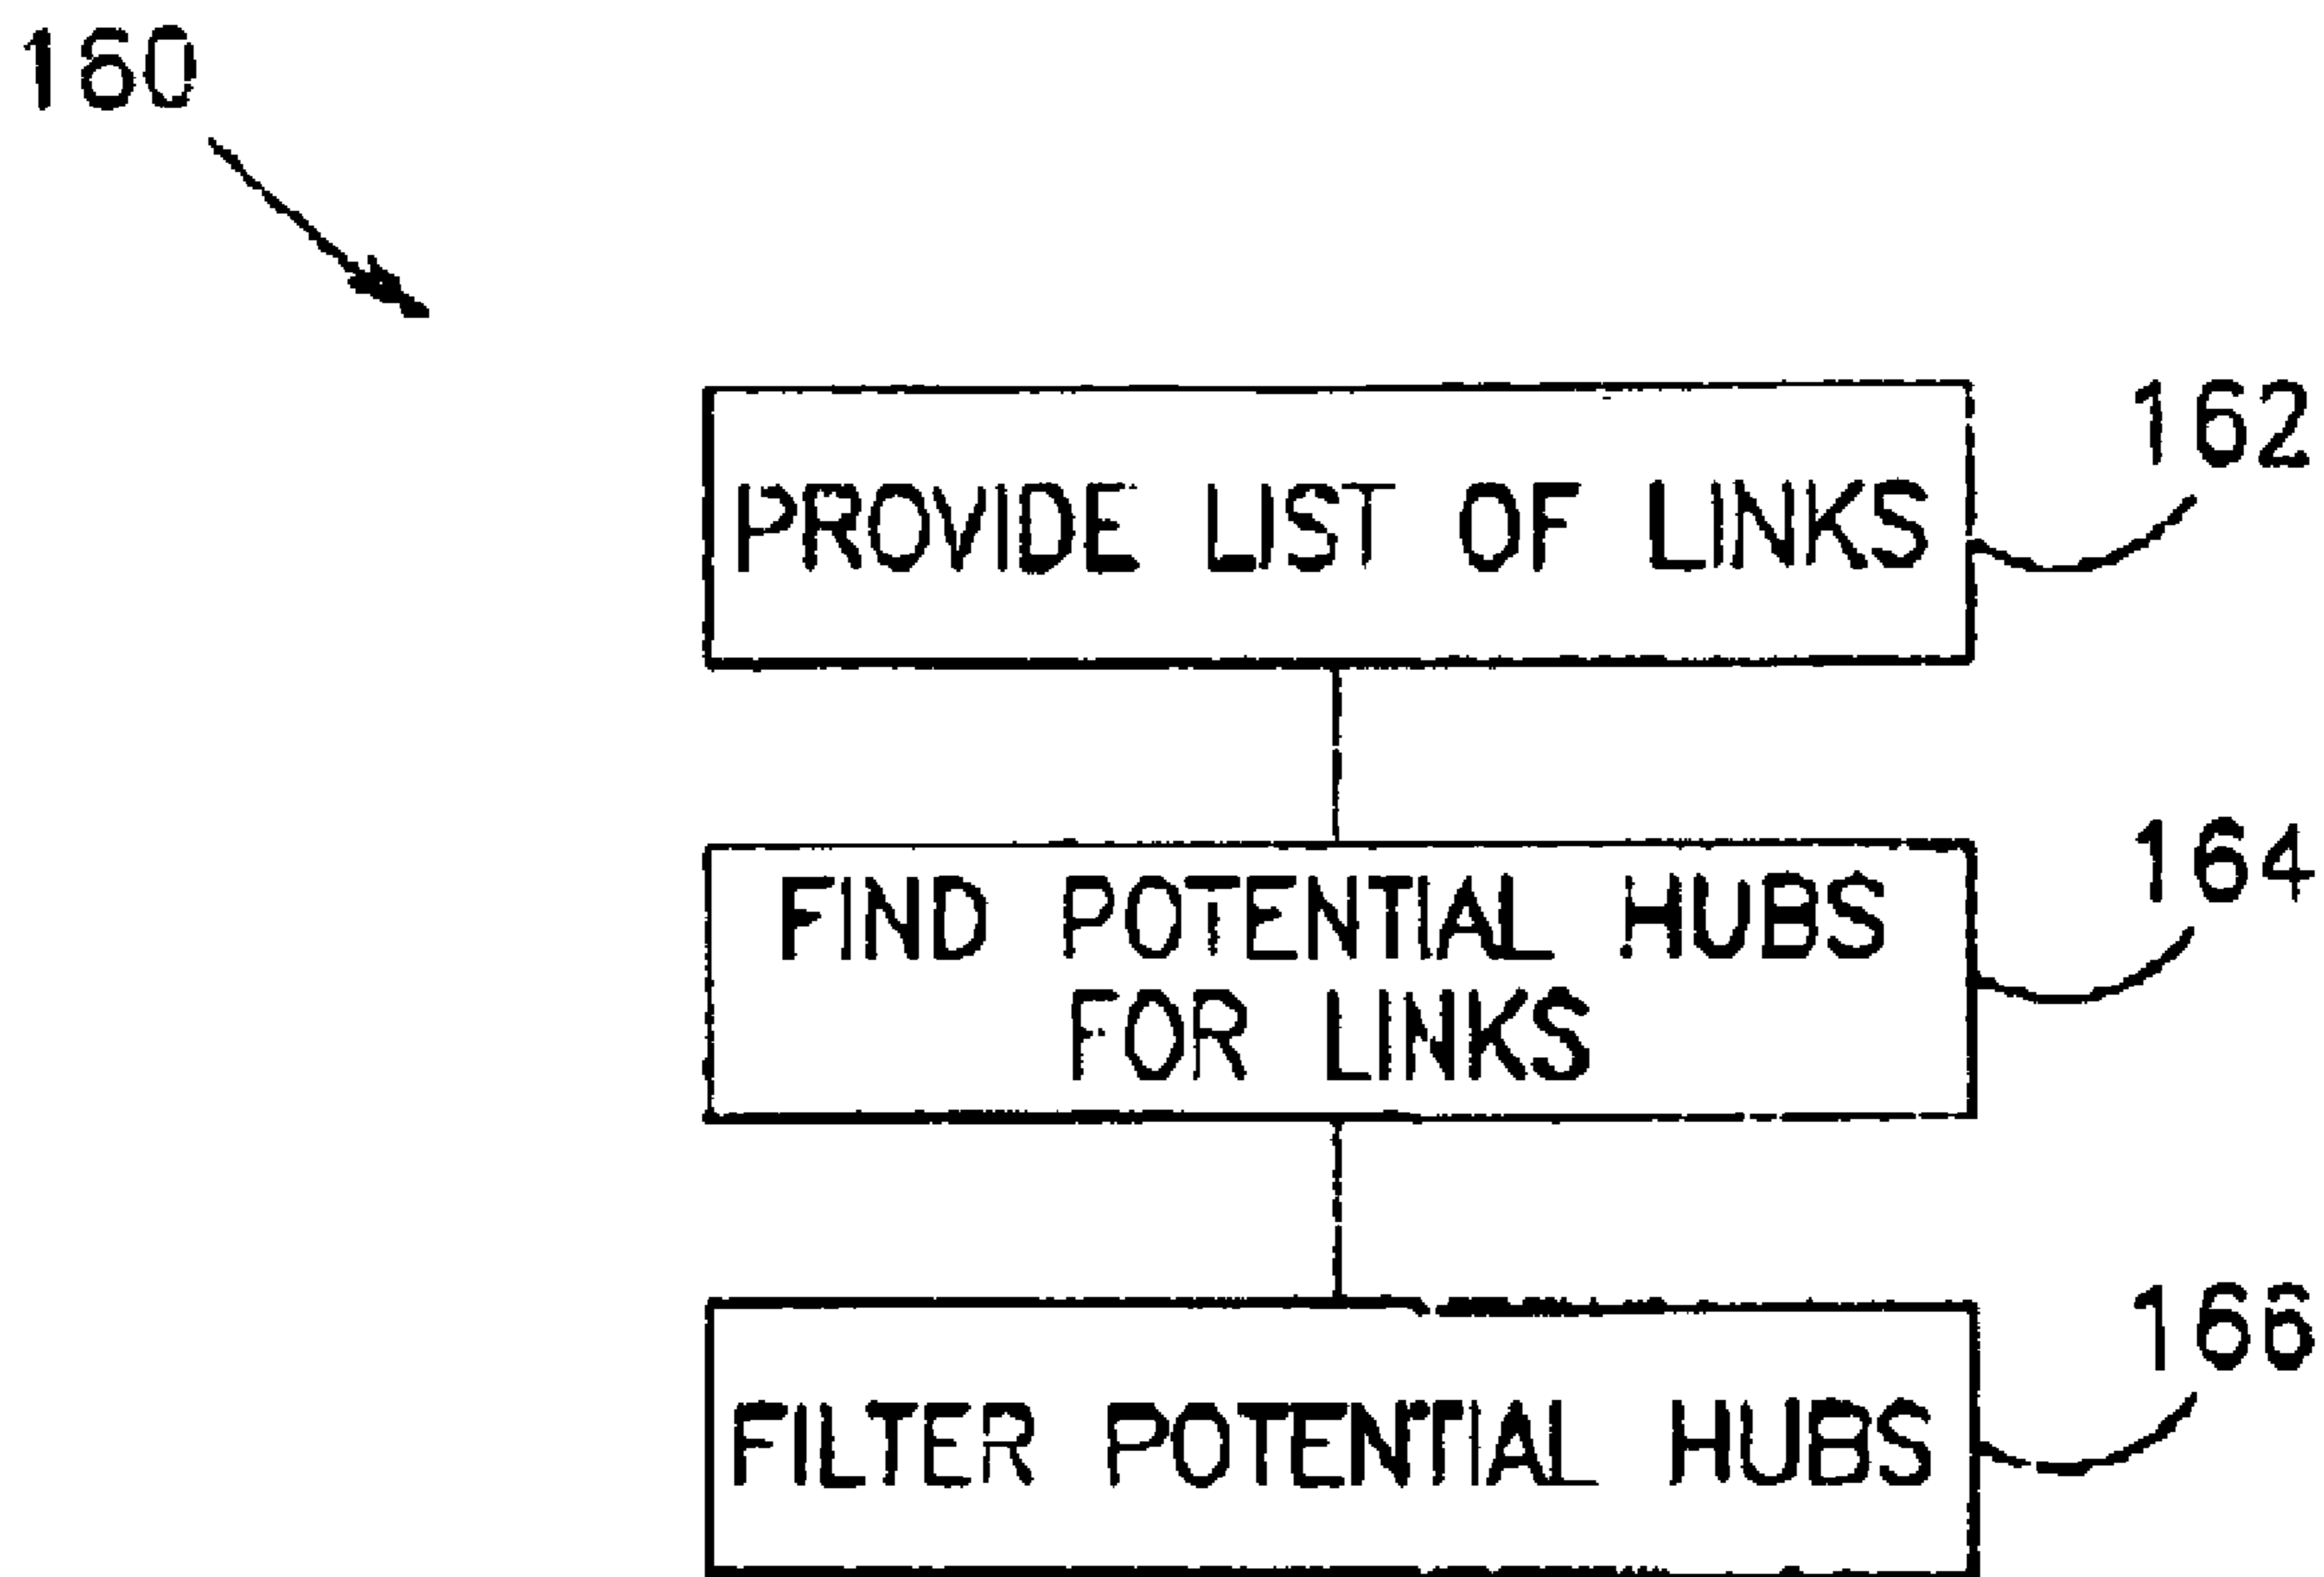 160
PROVIDE LIST OF LINKS
162
FIND POTENTIAL HUBS
FOR LINKS
164
FILTER POTENTIAL HUBS
166